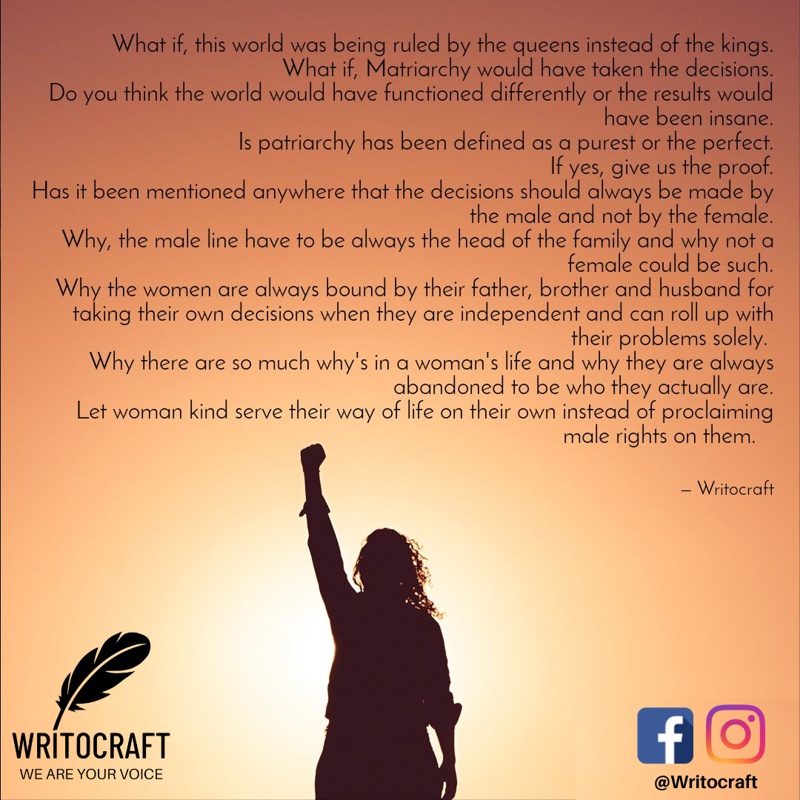 What if, this world was being ruled by the queens instead of the kings.
What if, Matriarchy would have taken the decisions.
Do you think the world would have functioned differently or the results would
have been insane.
Is patriarchy has been defined as a purest or the perfect.
If yes, give us the proof.
Has it been mentioned anywhere that the decisions should always be made by
the male and not by the female.
Why, the male line have to be always the head of the family and why not a
female could be such.
Why the women are always bound by their father, brother and husband for
taking their own decisions when they are independent and can roll up with
their problems solely.
Why there are so much why's in a woman's life and why they are always
abandoned to be who they actually are.
Let woman kind serve their way of life on their own instead of proclaiming
male rights on them.
– Writocraft
WRITOCRAFT
WE ARE YOUR VOICE
@Writocraft